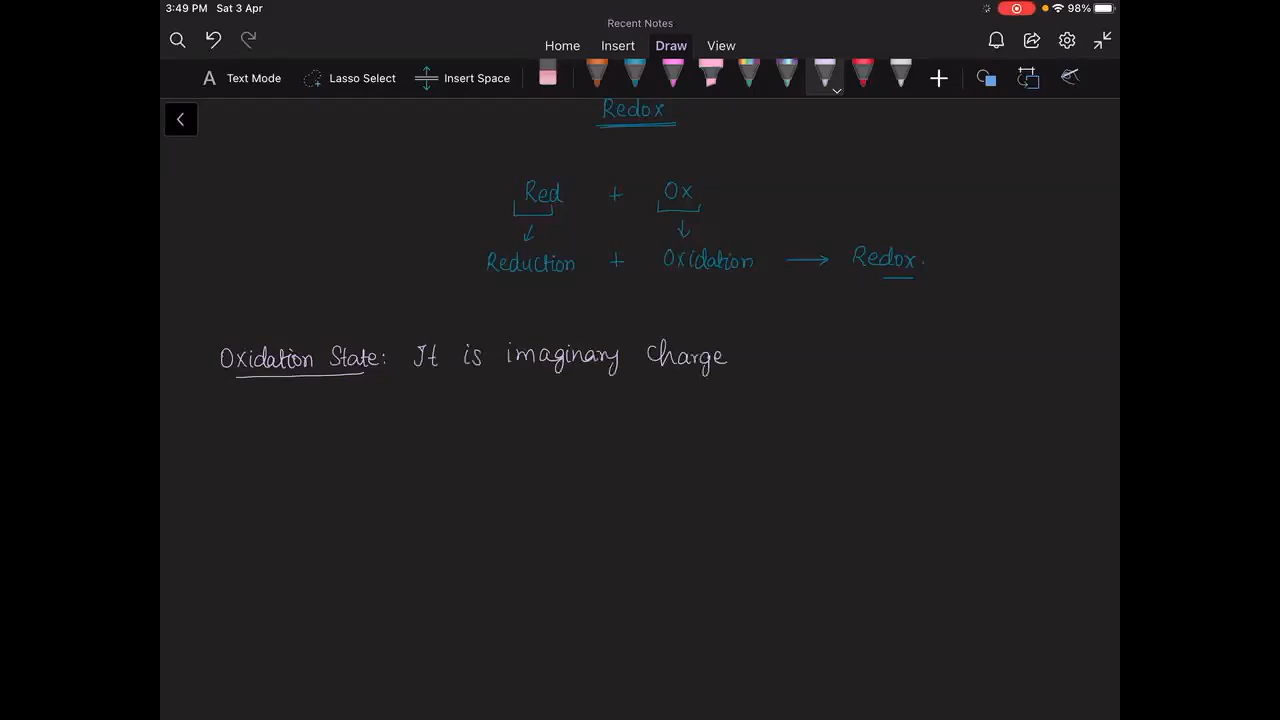 3:49 PM Sat 3 Apr 98%
Recent Notes
Home Insert Draw View
Text Mode Lasso Select Insert Space
Redox
Red + Ox
Reduction + Oxidation → Redox.
Oxidation State: It is imaginary charge